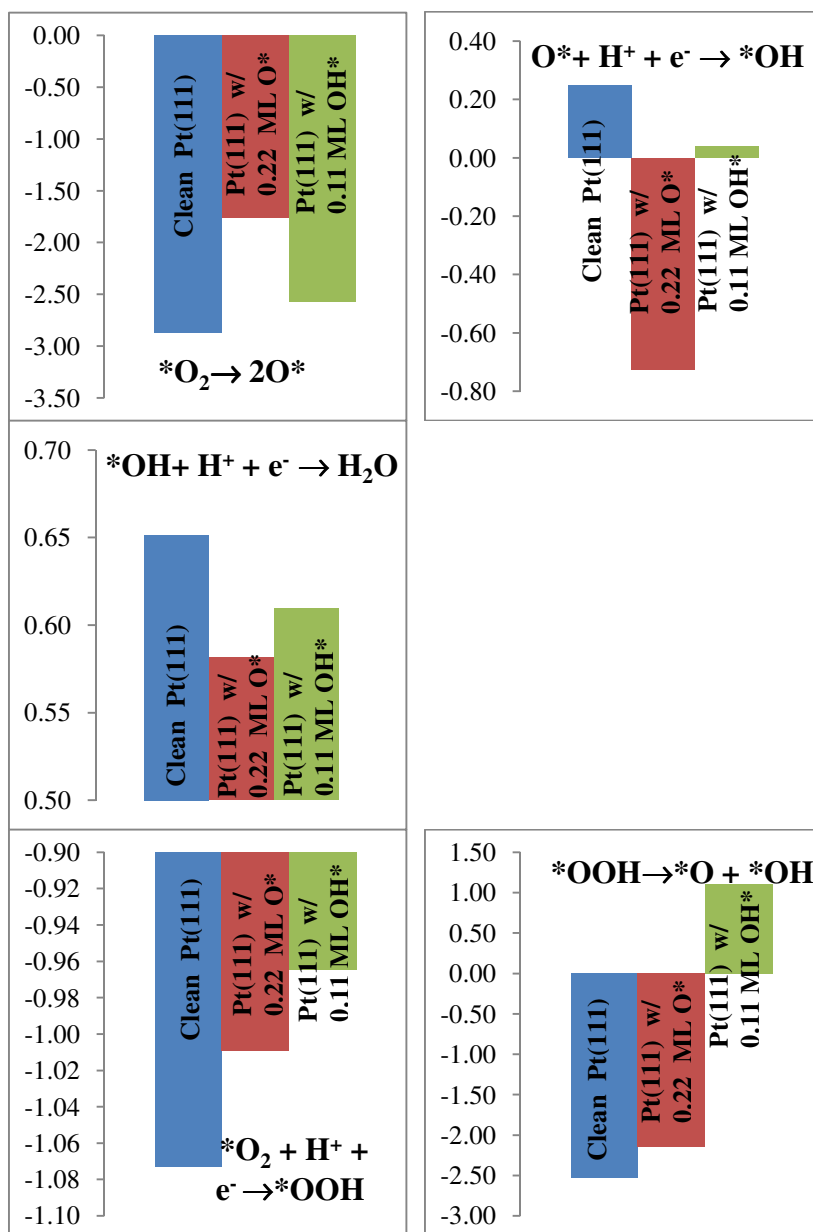 0.00
-0.50
-1.00
-1.50
-2.00
-2.50
-3.00
-3.50
Clean Pt(111)
Pt(111) w/
0.22 ML O*
Pt(111) w/
0.11 ML OH*
*O₂→ 2O*
0.40
0.20
0.00
-0.20
-0.40
-0.60
-0.80
O*+ H⁺ + e⁻ → *OH
Clean Pt(111)
Pt(111) w/
0.22 ML O*
Pt(111) w/
0.11 ML OH*
0.70
0.65
0.60
0.55
0.50
*OH+ H⁺ + e⁻ → H₂O
Clean Pt(111)
Pt(111) w/
0.22 ML O*
Pt(111) w/
0.11 ML OH*
-0.90
-0.92
-0.94
-0.96
-0.98
-1.00
-1.02
-1.04
-1.06
-1.08
-1.10
Clean Pt(111)
Pt(111) w/
0.22 ML O*
Pt(111) w/
0.11 ML OH*
*O₂ + H⁺ +
e⁻ →*OOH
1.50
1.00
0.50
0.00
-0.50
-1.00
-1.50
-2.00
-2.50
-3.00
*OOH→*O + *OH
Clean Pt(111)
Pt(111) w/
0.22 ML O*
Pt(111) w/
0.11 ML OH*